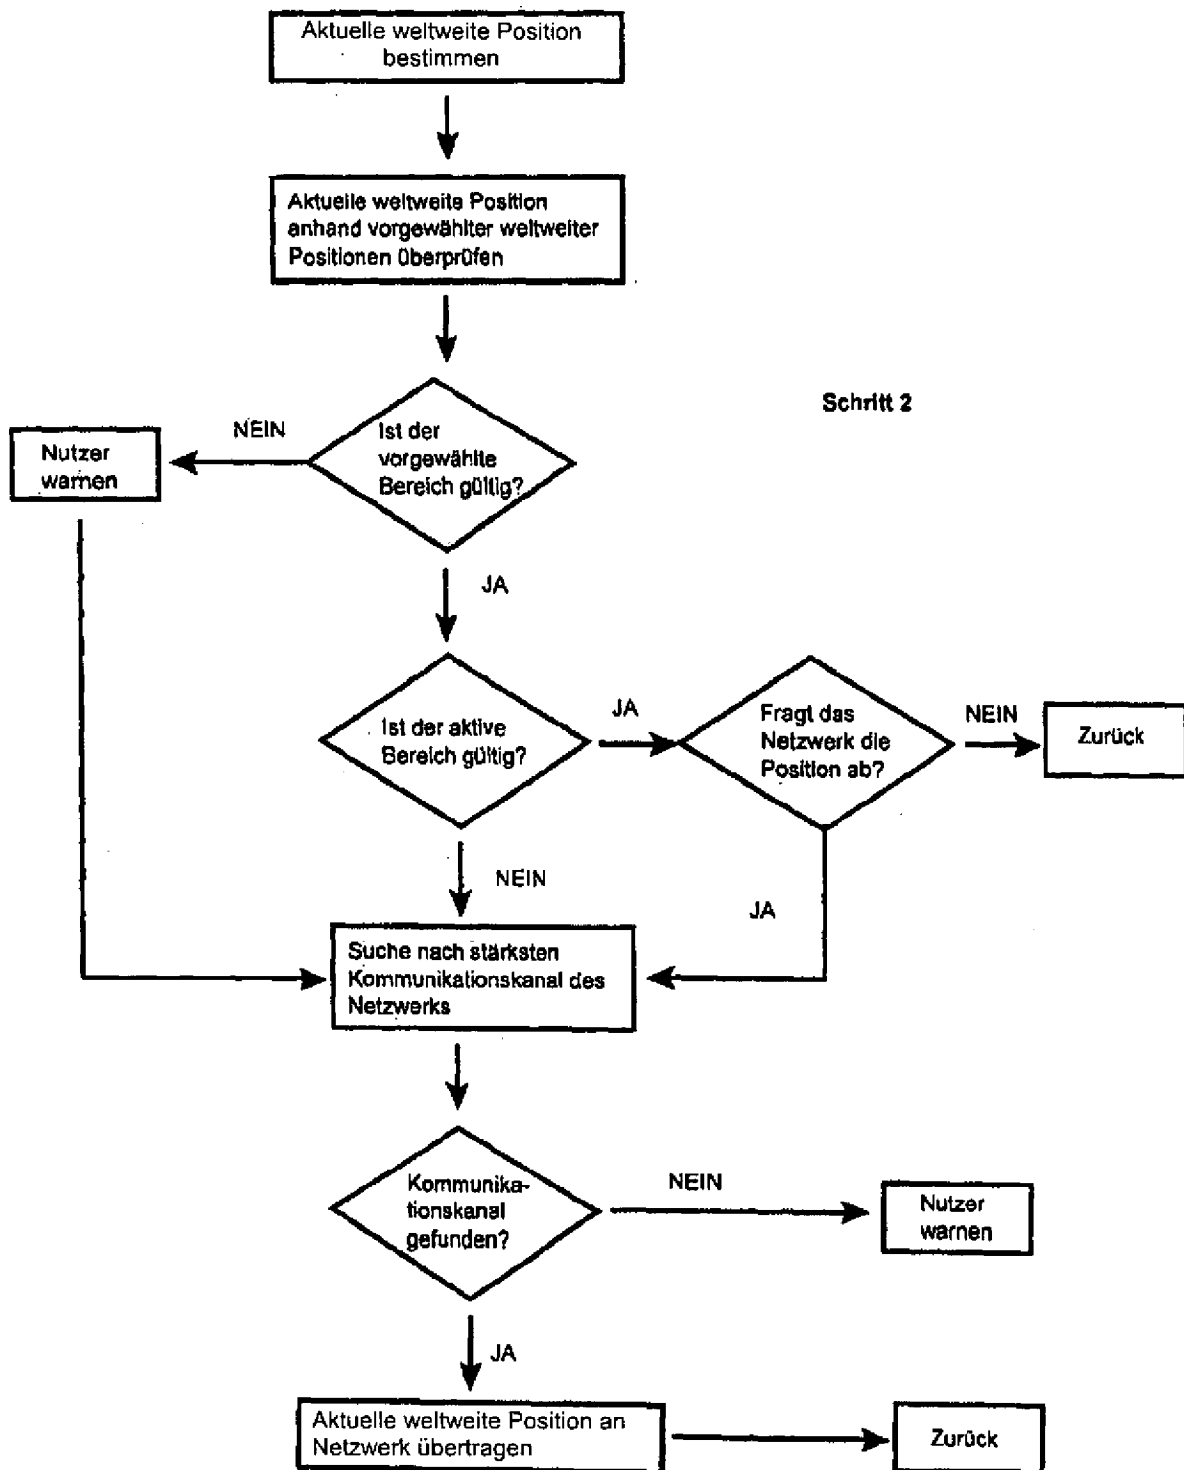 Aktuelle weltweite Position
bestimmen
Aktuelle weltweite Position
anhand vorgewählter weltweiter
Positionen überprüfen
Schritt 2
Ist der
vorgewählte
Bereich gültig?
NEIN
Nutzer
warnen
JA
Ist der aktive
Bereich gültig?
JA
Fragt das
Netzwerk die
Position ab?
NEIN
Zurück
NEIN
JA
Suche nach stärksten
Kommunikationskanal des
Netzwerks
Kommunika-
tionskanal
gefunden?
NEIN
Nutzer
warnen
JA
Aktuelle weltweite Position an
Netzwerk übertragen
Zurück